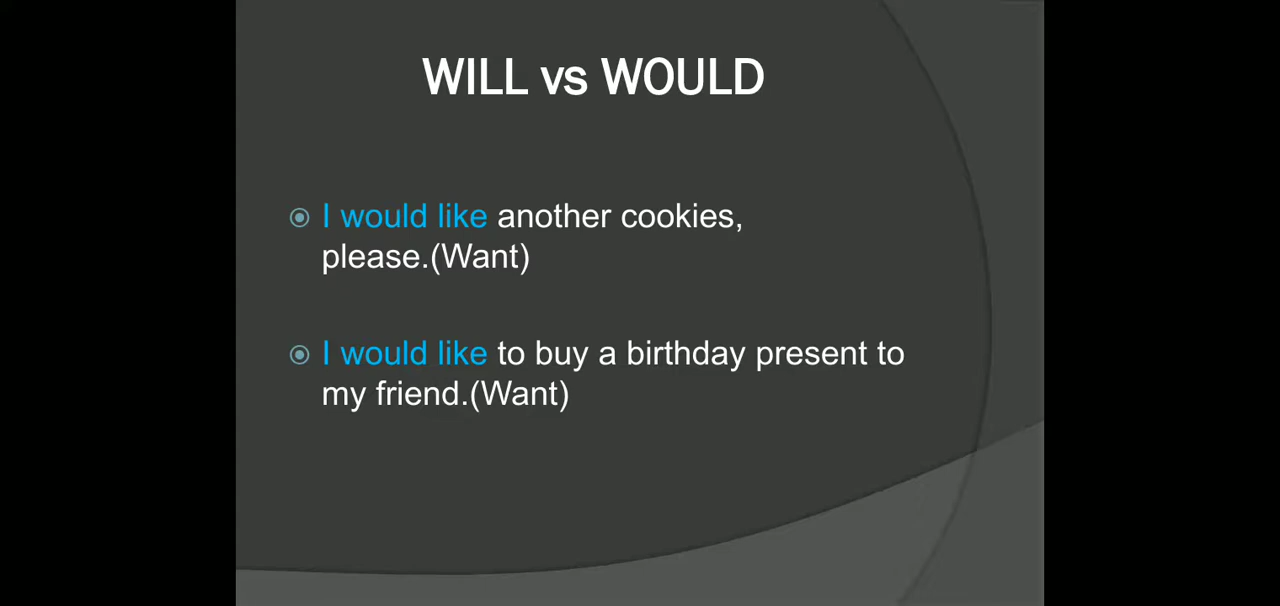 WILL vs WOULD
I would like another cookies,
please.(Want)
I would like to buy a birthday present to
my friend.(Want)